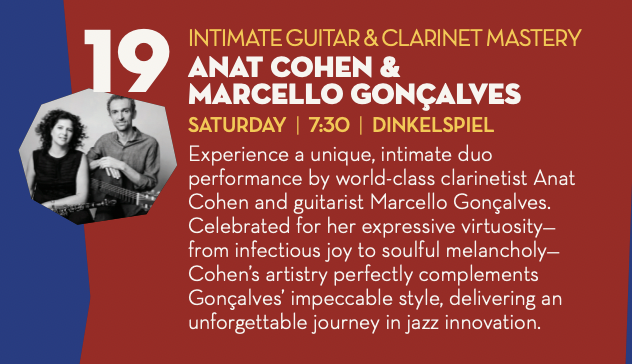 19
INTIMATE GUITAR & CLARINET MASTERY
ANAT COHEN &
MARCELLO GONÇALVES
SATURDAY | 7:30 | DINKELSPIEL
Experience a unique, intimate duo
performance by world-class clarinetist Anat
Cohen and guitarist Marcello Gonçalves.
Celebrated for her expressive virtuosity—
from infectious joy to soulful melancholy—
Cohen's artistry perfectly complements
Gonçalves' impeccable style, delivering an
unforgettable journey in jazz innovation.